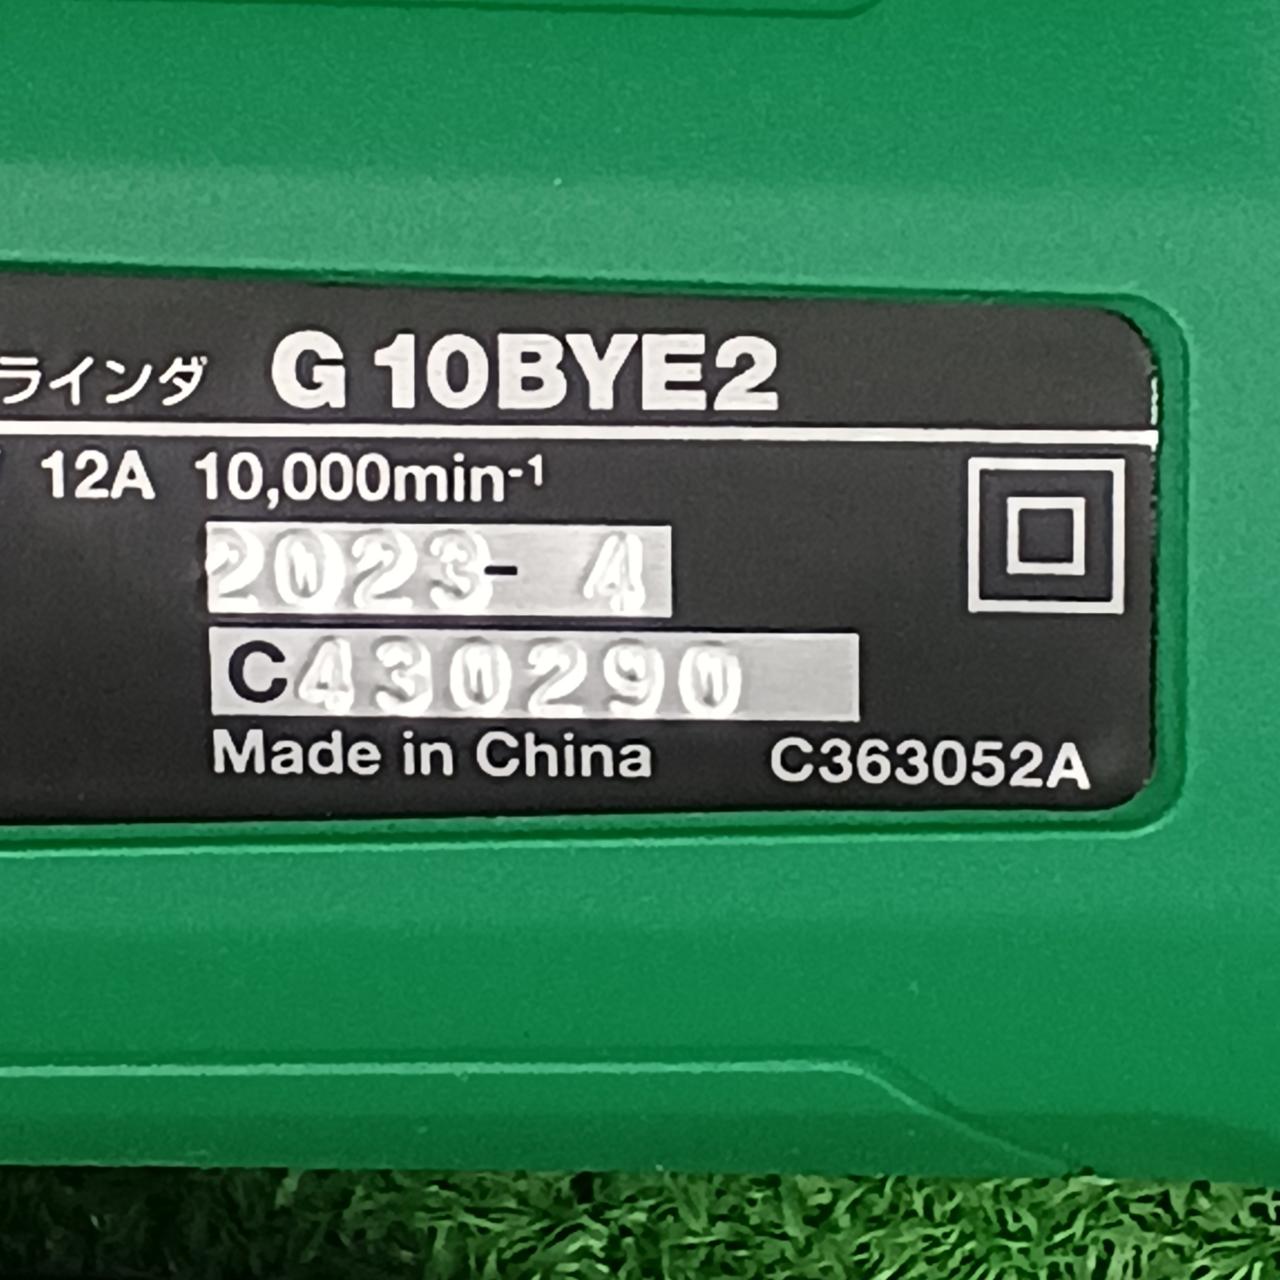 ラインダ G 10BYE2
12A 10,000min⁻¹
2023- 4
C430290
Made in China C363052A